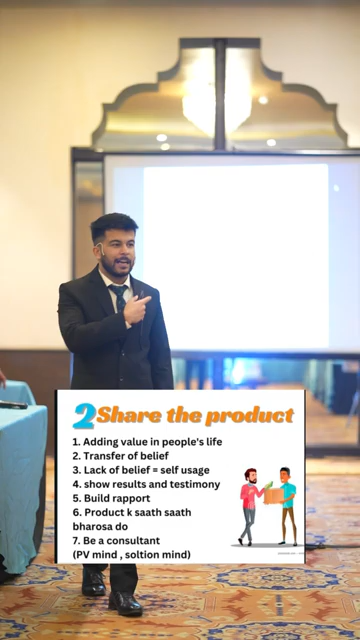 2 Share the product
1. Adding value in people's life
2. Transfer of belief
3. Lack of belief = self usage
4. show results and testimony
5. Build rapport
6. Product k saath saath
bharosa do
7. Be a consultant
(PV mind , soltion mind)